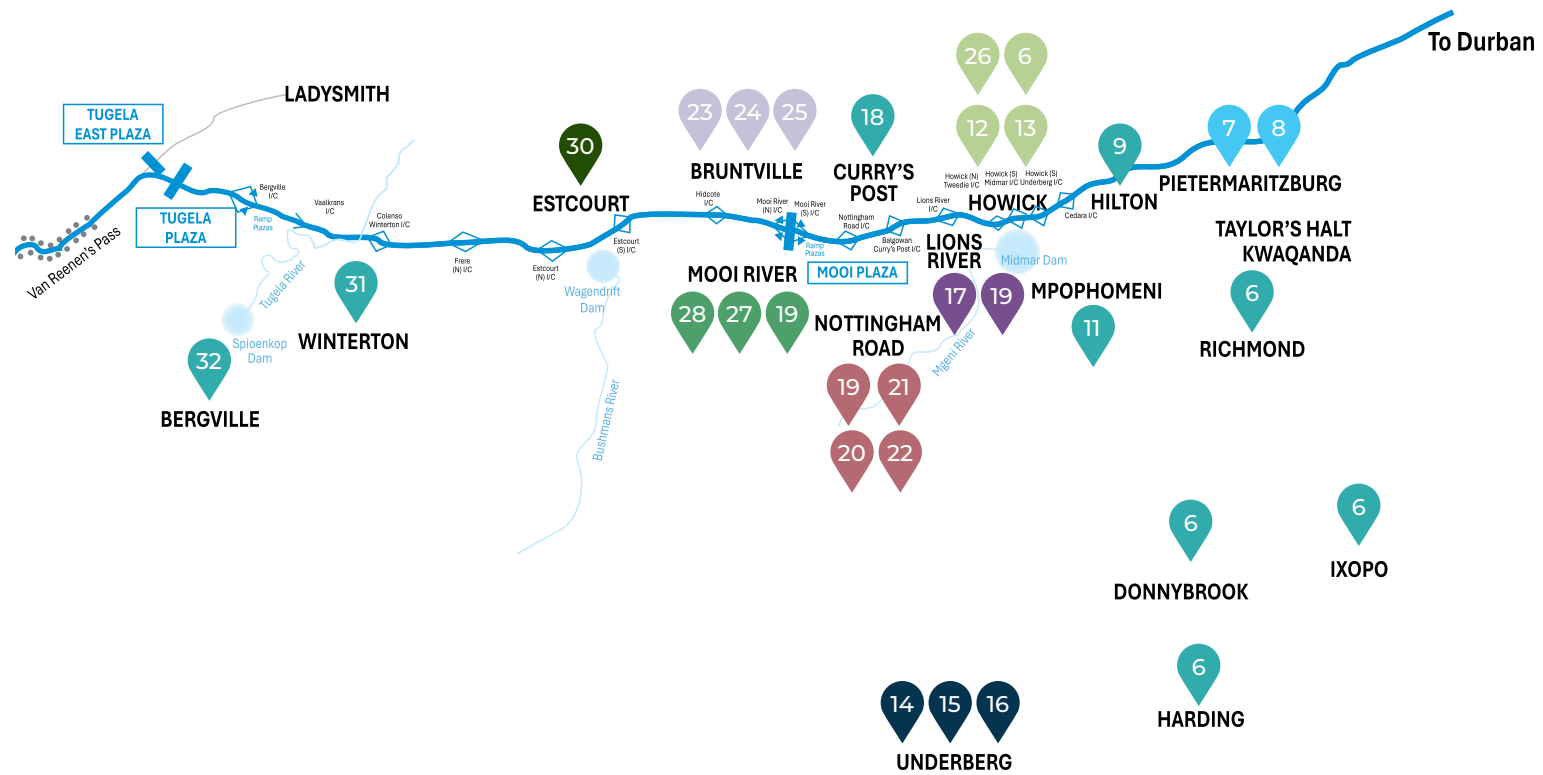 To Durban
LADYSMITH
TUGELA
EAST PLAZA
26
6
23
24
25
18
12
13
7
8
30
9
BRUNTVILLE
CURRY'S
POST
Howick (N)
Tweedie I/C
Howick (S)
Midmar I/C
Howick (S)
Underberg I/C
PIETERMARITZBURG
Bergville
I/C
Vaalkrans
I/C
ESTCOURT
Hidcote
I/C
Mooi River
(N) I/C
Mooi River
(S) I/C
Lions River
I/C
HOWICK
HILTON
Cedara I/C
TUGELA
PLAZA
Ramp
Plazas
Colenso
Winterton I/C
Nottingham
Road I/C
TAYLOR'S HALT
KWAQANDA
Van Reenen's Pass
Frere
(N) I/C
Estcourt
(N) I/C
Estcourt
(S) I/C
Ramp
Plazas
Balgowan
Curry's Post I/C
LIONS
RIVER
Midmar Dam
Tugela River
31
WINTERTON
Wagendrift
Dam
MOOI RIVER
MOOI PLAZA
28
27
19
17
19
MPOPHOMENI
11
6
RICHMOND
Spioenkop
Dam
32
BERGVILLE
NOTTINGHAM
ROAD
Mgeni River
19
21
20
22
Bushmans River
6
DONNYBROOK
6
IXOPO
6
HARDING
14
15
16
UNDERBERG